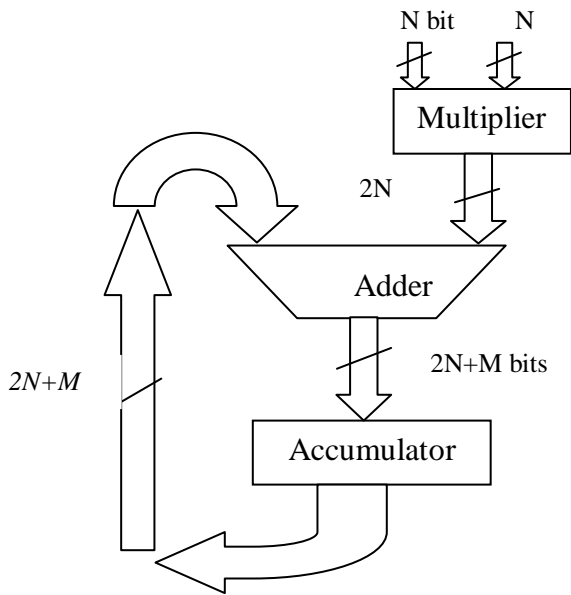 N bit N
Multiplier
2N
Adder
2N+M
2N+M bits
Accumulator